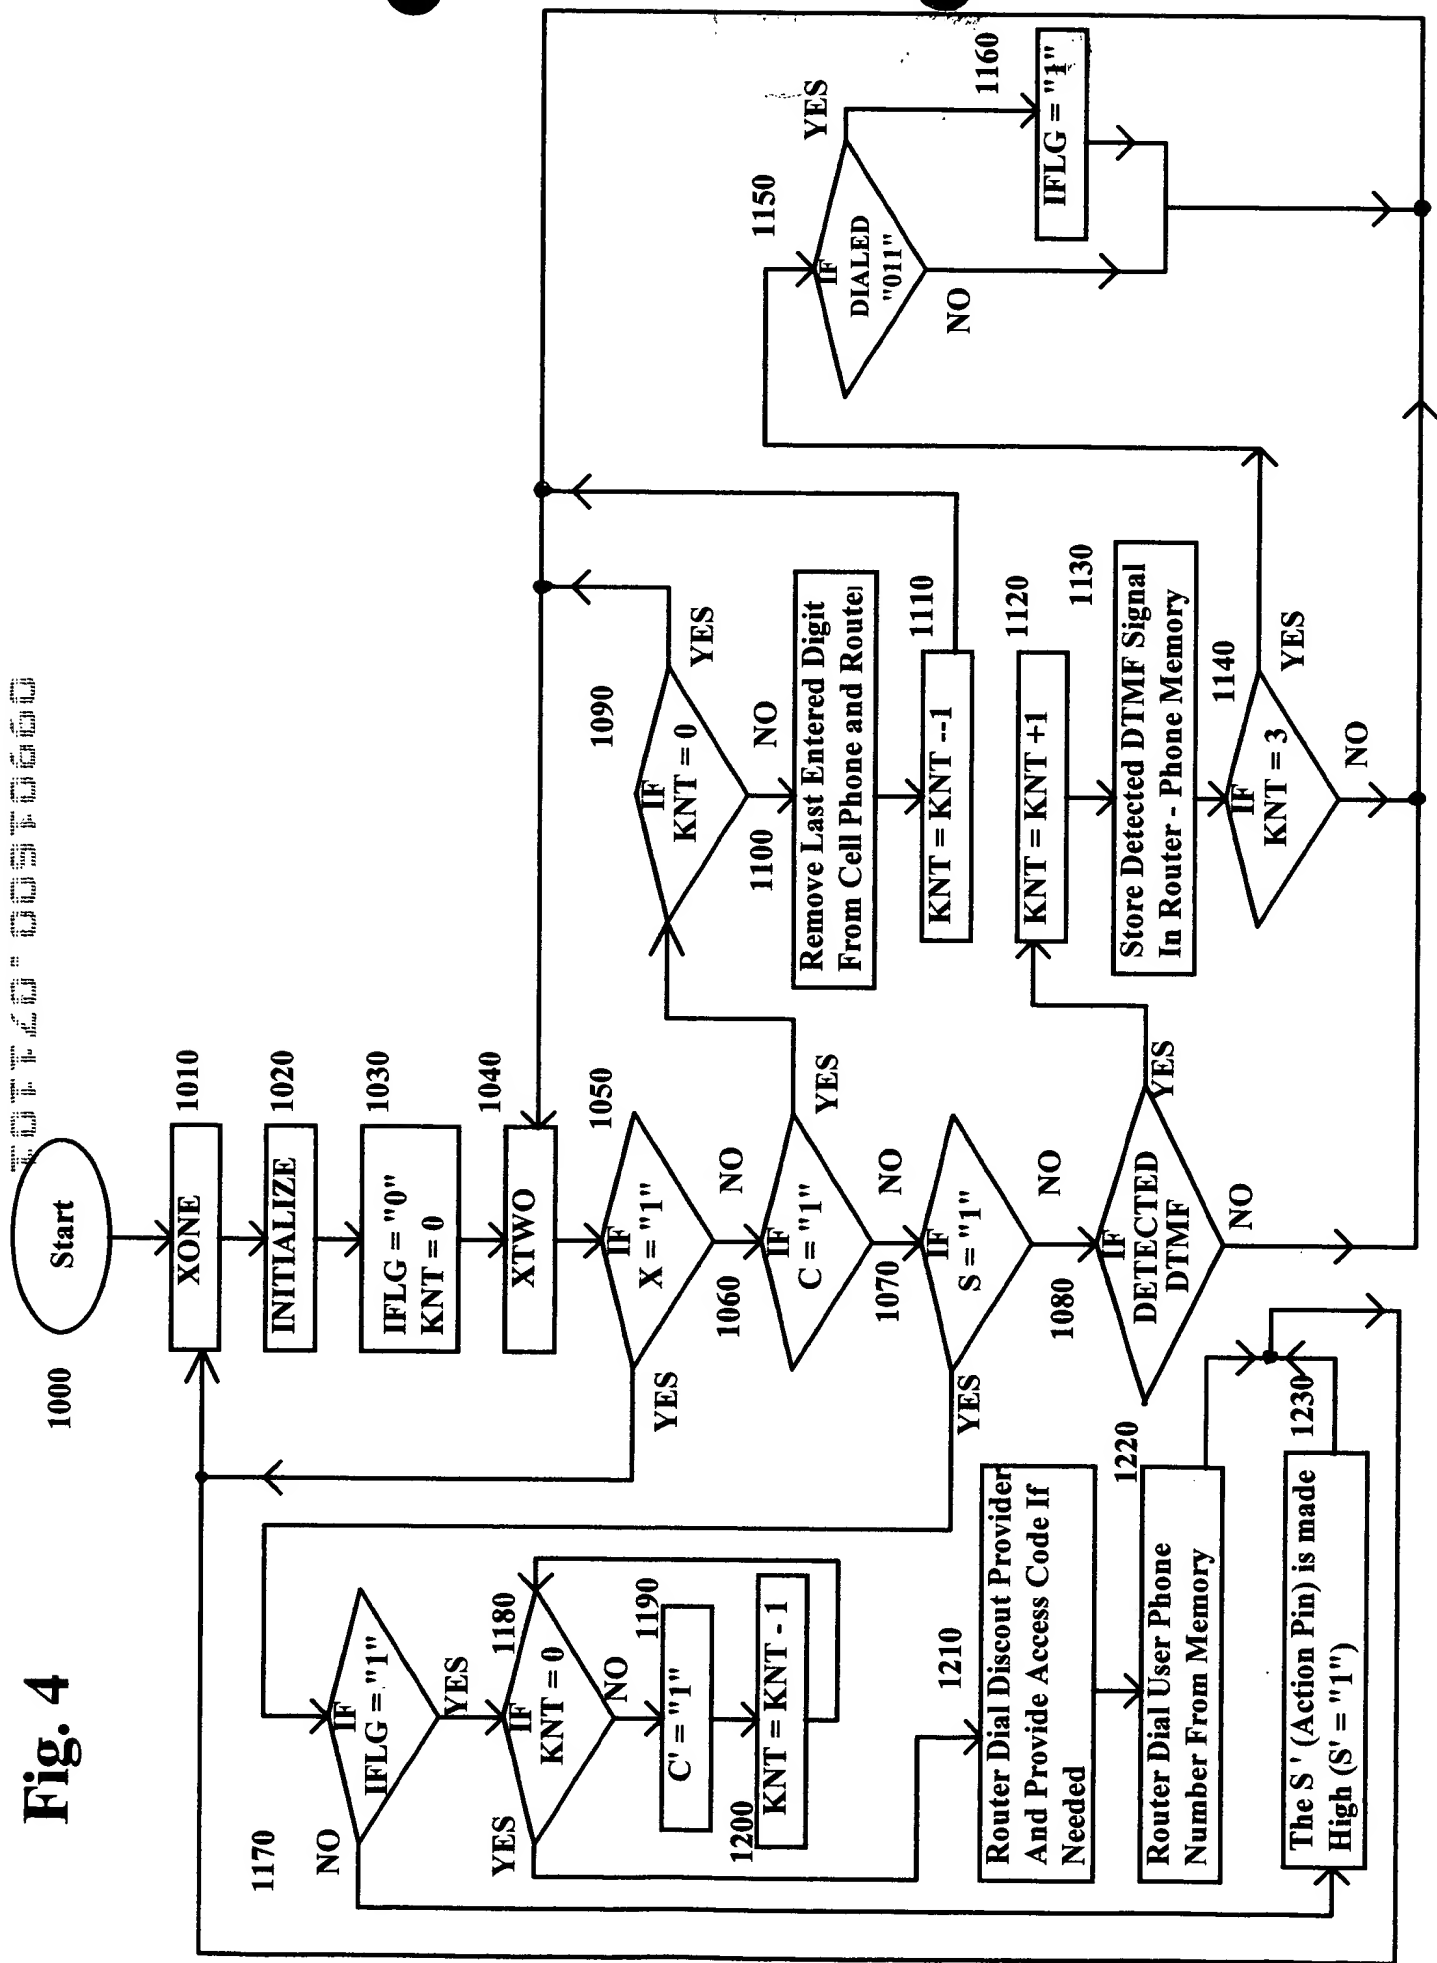 Fig. 4
1000
Start
1010
XONE
1020
INITIALIZE
1030
IFLG = "0"
KNT = 0
1040
XTWO
1050
IF
X = "1"
YES
NO
1060
IF
C = "1"
YES
NO
1070
IF
S = "1"
YES
NO
1080
IF
DETECTED
DTMF
YES
NO
1090
IF
KNT = 0
YES
NO
1100
Remove Last Entered Digit
From Cell Phone and Router
1110
KNT = KNT --1
1120
KNT = KNT +1
1130
Store Detected DTMF Signal
In Router - Phone Memory
1140
IF
KNT = 3
YES
NO
1150
IF
DIALED
"011"
YES
NO
1160
IFLG = "1"
1170
IF
IFLG = "1"
NO
YES
1180
IF
KNT = 0
YES
NO
1190
C' = "1"
1200
KNT = KNT - 1
1210
Router Dial Discout Provider
And Provide Access Code If
Needed
1220
Router Dial User Phone
Number From Memory
1230
The S ' (Action Pin) is made
High (S' = "1")